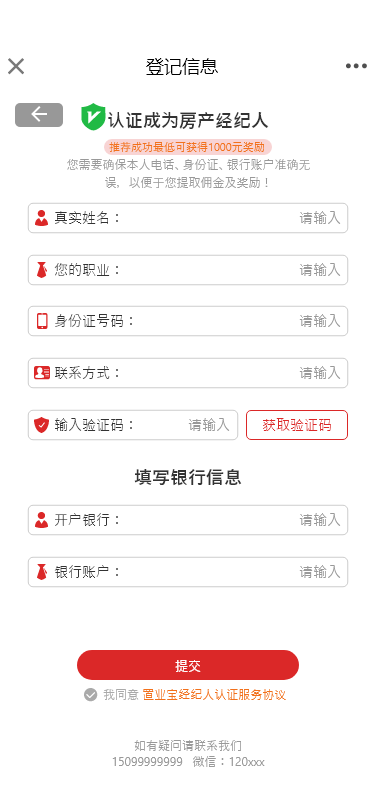 登记信息
认证成为房产经纪人
推荐成功最低可获得1000元奖励
您需要确保本人电话、身份证、银行账户准确无
误，以便于您提取佣金及奖励！
真实姓名： 请输入
您的职业： 请输入
身份证号码： 请输入
联系方式： 请输入
输入验证码： 请输入 获取验证码
填写银行信息
开户银行： 请输入
银行账户： 请输入
提交
我同意 置业宝经纪人认证服务协议
如有疑问请联系我们
15099999999 微信：120xxx